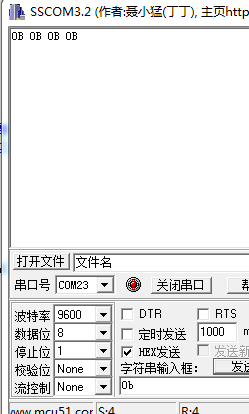 SSCOM3.2 (作者:聂小猛(丁丁), 主页http
0B 0B 0B 0B
打开文件 文件名
串口号 COM23 关闭串口 帮
波特率 9600 DTR RTS
数据位 8 定时发送 1000 m
停止位 1 HEX发送 发送新
校验位 None 字符串输入框: 发送
流控制 None 0b
www.mcu51.cor S:4 R:4